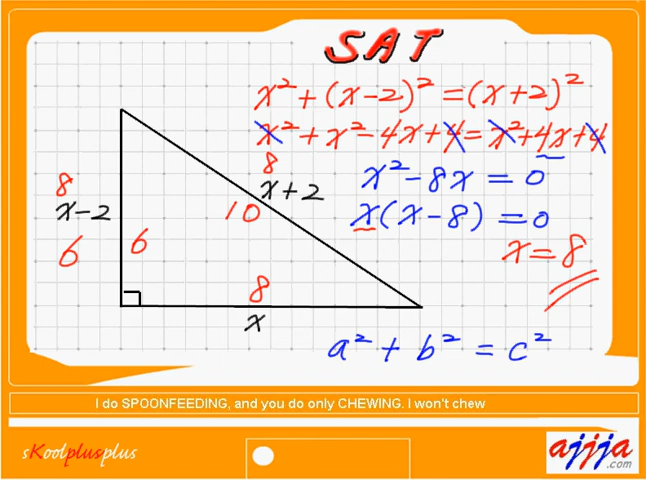 SAT
x² + (x-2)² = (x+2)²
x² + x² - 4x + 4 = x² + 4x + 4
8
x+2
10
x² - 8x = 0
x(x-8) = 0
x = 8
8
x-2
6
6
8
x
a² + b² = c²
I do SPOONFEEDING, and you do only CHEWING. I won't chew
sKoolplusplus
ajjja
.com